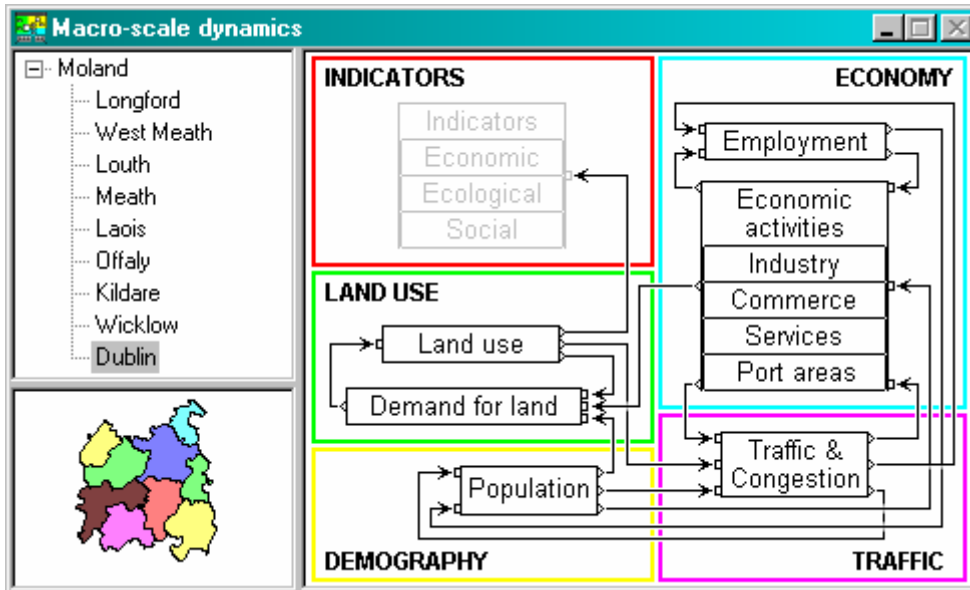 Macro-scale dynamics
Moland
Longford
West Meath
Louth
Meath
Laois
Offaly
Kildare
Wicklow
Dublin
INDICATORS
Indicators
Economic
Ecological
Social
ECONOMY
Employment
Economic
activities
Industry
Commerce
Services
Port areas
LAND USE
Land use
Demand for land
Population
DEMOGRAPHY
Traffic &
Congestion
TRAFFIC